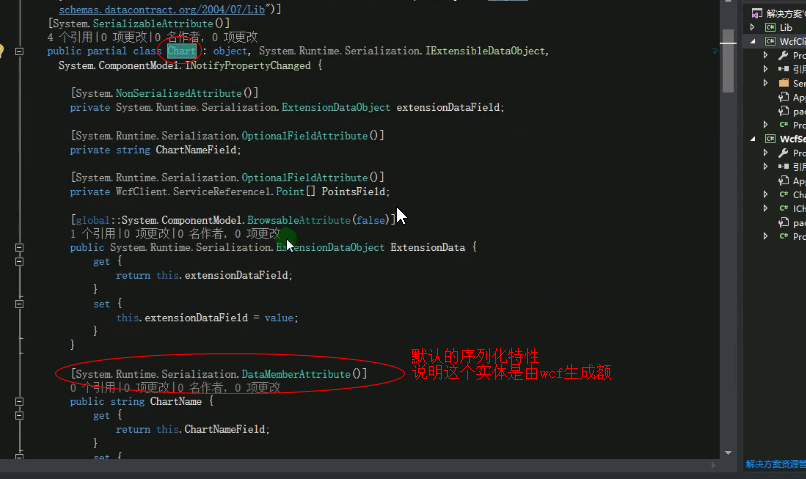 schemas.datacontract.org/2004/07/Lib")]
[System.SerializableAttribute()]
4 个引用|0 项更改|0 名作者, 0 项更改
public partial class Chart : object, System.Runtime.Serialization.IExtensibleDataObject,
System.ComponentModel.INotifyPropertyChanged {
[System.NonSerializedAttribute()]
private System.Runtime.Serialization.ExtensionDataObject extensionDataField;
[System.Runtime.Serialization.OptionalFieldAttribute()]
private string ChartNameField;
[System.Runtime.Serialization.OptionalFieldAttribute()]
private WcfClient.ServiceReference1.Point[] PointsField;
[global::System.ComponentModel.BrowsableAttribute(false)]
1 个引用|0 项更改|0 名作者, 0 项更改
public System.Runtime.Serialization.ExtensionDataObject ExtensionData {
get {
return this.extensionDataField;
}
set {
this.extensionDataField = value;
}
}
[System.Runtime.Serialization.DataMemberAttribute()]
0 个引用|0 项更改|0 名作者, 0 项更改
public string ChartName {
get {
return this.ChartNameField;
}
set {
默认的序列化特性
说明这个实体是由wcf生成额
解决方案"
Lib
WcfCli
Pro
引用
Ser
App
pac
Pro
WcfSe
Pro
引用
App
Cha
ICh
pac
Pro
解决方案资源管